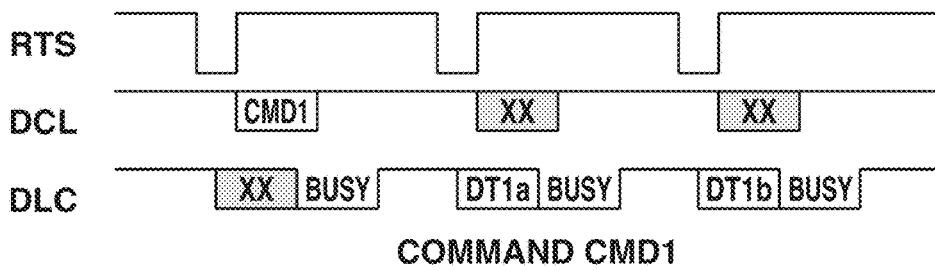 RTS
DCL CMD1 XX XX
DLC XX BUSY DT1a BUSY DT1b BUSY
COMMAND CMD1